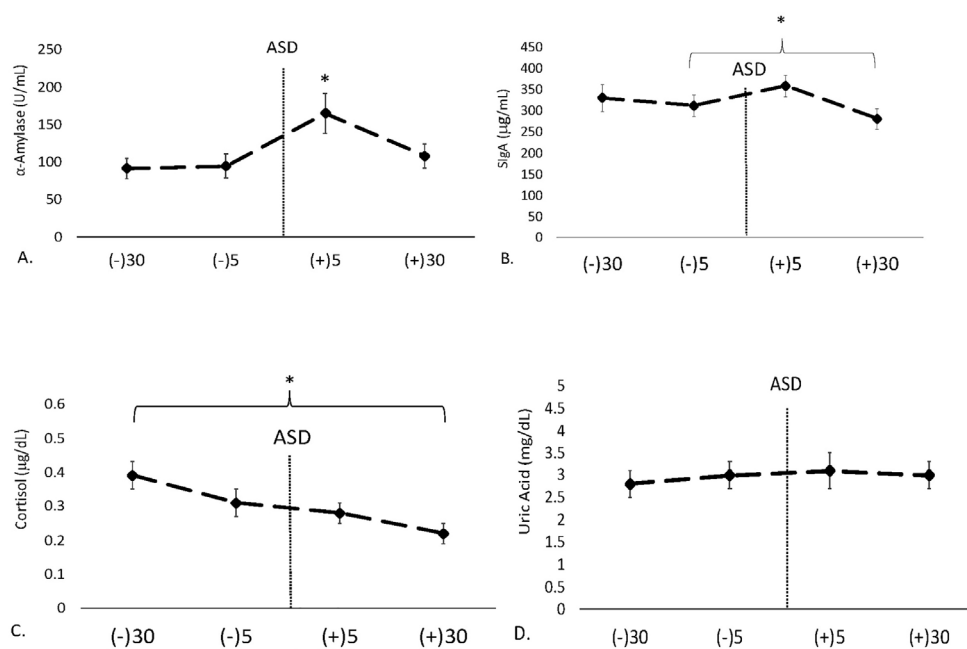 250
200
150
100
50
0
α-Amylase (U/mL)
ASD
*
(-)30 (-)5 (+)5 (+)30
A.
450
400
350
300
250
200
150
100
50
0
SIgA (µg/mL)
*
ASD
(-)30 (-)5 (+)5 (+)30
B.
0.6
0.5
0.4
0.3
0.2
0.1
0
Cortisol (µg/dL)
*
ASD
(-)30 (-)5 (+)5 (+)30
C.
5
4.5
4
3.5
3
2.5
2
1.5
1
0.5
0
Uric Acid (mg/dL)
ASD
(-)30 (-)5 (+)5 (+)30
D.